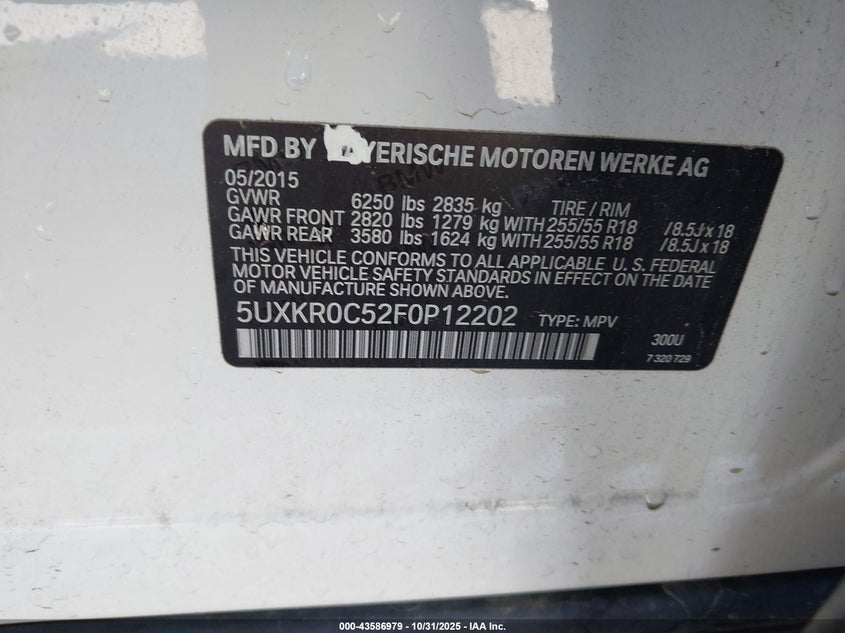 MFD BY BAYERISCHE MOTOREN WERKE AG
05/2015
GVWR 6250 lbs 2835 kg TIRE / RIM
GAWR FRONT 2820 lbs 1279 kg WITH 255/55 R18 /8.5J x 18
GAWR REAR 3580 lbs 1624 kg WITH 255/55 R18 /8.5J x 18
THIS VEHICLE CONFORMS TO ALL APPLICABLE U. S. FEDERAL
MOTOR VEHICLE SAFETY STANDARDS IN EFFECT ON THE DATE
OF MANUFACTURE SHOWN ABOVE.
5UXKR0C52F0P12202 TYPE: MPV 300U
7 320 729
000-43586979 - 10/31/2025 - IAA Inc.